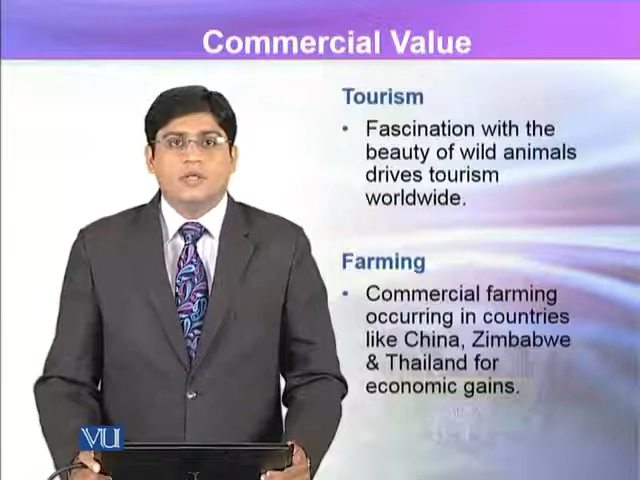 Commercial Value
Tourism
• Fascination with the
beauty of wild animals
drives tourism
worldwide.
Farming
• Commercial farming
occurring in countries
like China, Zimbabwe
& Thailand for
economic gains.
VU